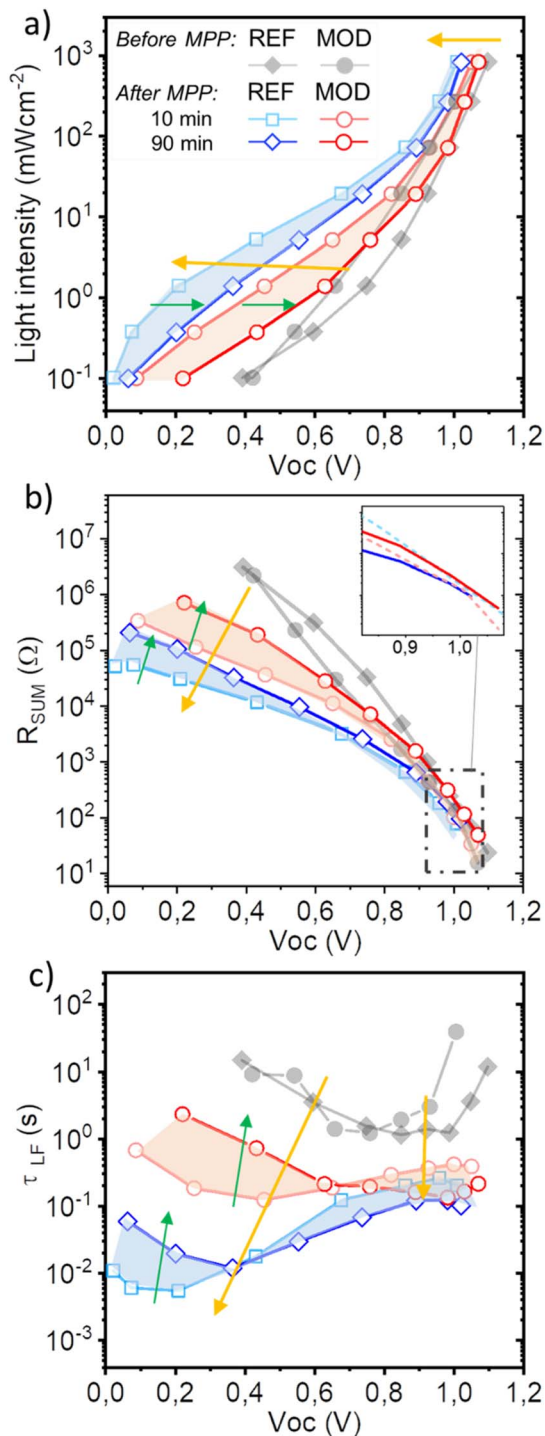 a)
Before MPP: REF MOD
After MPP: REF MOD
10 min
90 min
Light intensity (mWcm⁻²)
10³
10²
10¹
10⁰
10⁻¹
0,0 0,2 0,4 0,6 0,8 1,0 1,2
Voc (V)
b)
R_SUM (Ω)
10⁷
10⁶
10⁵
10⁴
10³
10²
10¹
0,9 1,0
0,0 0,2 0,4 0,6 0,8 1,0 1,2
Voc (V)
c)
τ_LF (s)
10²
10¹
10⁰
10⁻¹
10⁻²
10⁻³
0,0 0,2 0,4 0,6 0,8 1,0 1,2
Voc (V)